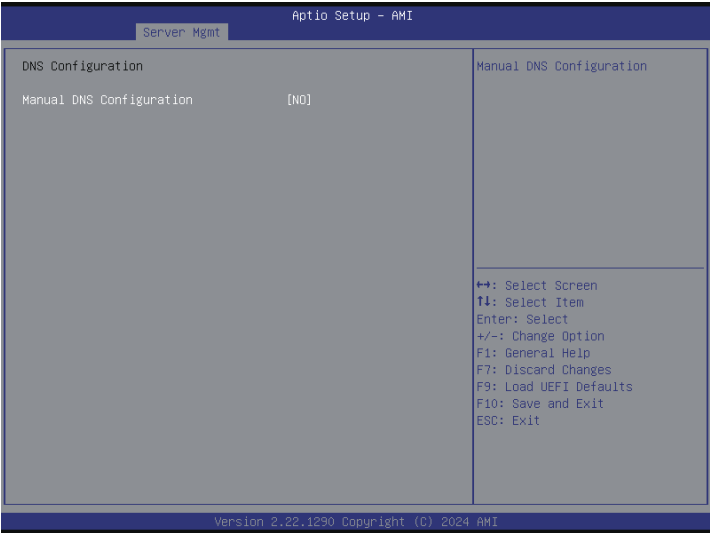 Aptio Setup – AMI
Server Mgmt
DNS Configuration
Manual DNS Configuration [NO]
Manual DNS Configuration
↔: Select Screen
↑↓: Select Item
Enter: Select
+/-: Change Option
F1: General Help
F7: Discard Changes
F9: Load UEFI Defaults
F10: Save and Exit
ESC: Exit
Version 2.22.1290 Copyright (C) 2024 AMI